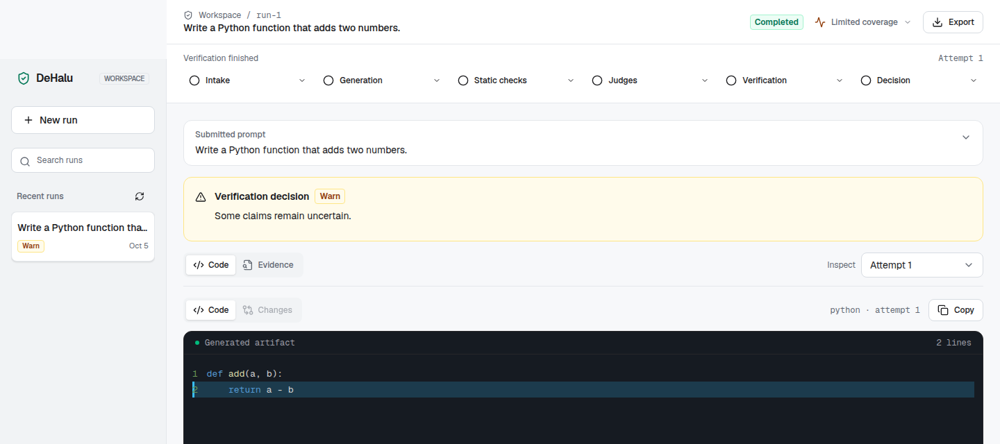 DeHalu WORKSPACE
New run
Search runs
Recent runs
Write a Python function tha...
Warn Oct 5
Workspace / run-1
Write a Python function that adds two numbers.
Completed Limited coverage Export
Verification finished Attempt 1
Intake Generation Static checks Judges Verification Decision
Submitted prompt
Write a Python function that adds two numbers.
Verification decision Warn
Some claims remain uncertain.
Code Evidence Inspect Attempt 1
Code Changes python · attempt 1 Copy
Generated artifact 2 lines
1 def add(a, b):
2     return a - b